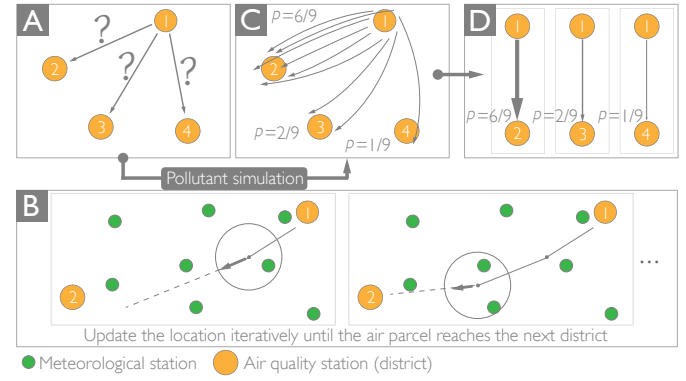 A
1
?
?
?
2
3
4
C
1
p=6/9
2
3
4
p=2/9
p=1/9
D
1
1
1
p=6/9
p=2/9
p=1/9
2
3
4
Pollutant simulation
B
1
2
1
2
...
Update the location iteratively until the air parcel reaches the next district
Meteorological station
Air quality station (district)